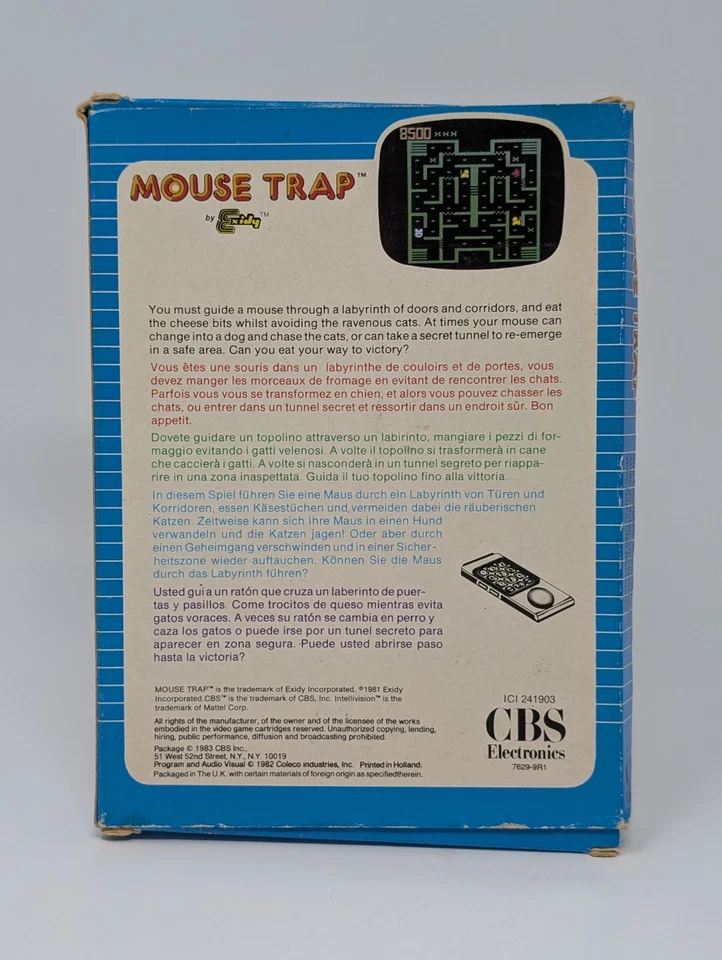 8500
MOUSE TRAP™
by Exidy™
You must guide a mouse through a labyrinth of doors and corridors, and eat
the cheese bits whilst avoiding the ravenous cats. At times your mouse can
change into a dog and chase the cats, or can take a secret tunnel to re-emerge
in a safe area. Can you eat your way to victory?
Vous êtes une souris dans un labyrinthe de couloirs et de portes, vous
devez manger les morceaux de fromage en evitant de rencontrer les chats.
Parfois vous vous se transformez en chien, et alors vous pouvez chasser les
chats, ou entrer dans un tunnel secret et ressortir dans un endroit sûr. Bon
appetit.
Dovete guidare un topolino attraverso un labirinto, mangiare i pezzi di for-
maggio evitando i gatti velenosi. A volte il topolino si trasformerà in cane
che caccierà i gatti. A volte si nasconderà in un tunnel segreto per riappa-
rire in una zona inaspettata. Guida il tuo topolino fino alla vittoria.
In diesem Spiel führen Sie eine Maus durch ein Labyrinth von Türen und
Korridoren, essen Käsestüchen und vermeiden dabei die räuberischen
Katzen. Zeitweise kann sich Ihre Maus in einen Hund
verwandeln und die Katzen jagen! Oder aber durch
einen Geheimgang verschwinden und in einer Sicher-
heitszone wieder auftauchen. Können Sie die Maus
durch das Labyrinth führen?
Usted guia un ratón que cruza un laberinto de puer-
tas y pasillos. Come trocitos de queso mientras evita
gatos voraces. A veces su ratón se cambia en perro y
caza los gatos o puede irse por un tunel secreto para
aparecer en zona segura. Puede usted abrirse paso
hasta la victoria?
MOUSE TRAP™ is the trademark of Exidy Incorporated. ©1981 Exidy
Incorporated.CBS™ is the trademark of CBS, Inc. Intellivision™ is the
trademark of Mattel Corp.
All rights of the manufacturer, of the owner and of the licensee of the works
embodied in the video game cartridges reserved. Unauthorized copying, lending,
hiring, public performance, diffusion and broadcasting prohibited.
Package © 1983 CBS Inc.,
51 West 52nd Street, N.Y., N.Y. 10019
Program and Audio Visual © 1982 Coleco industries, Inc. Printed in Holland.
Packaged in The U.K. with certain materials of foreign origin as specified therein.
ICI 241903
CBS
Electronics
7629-9R1